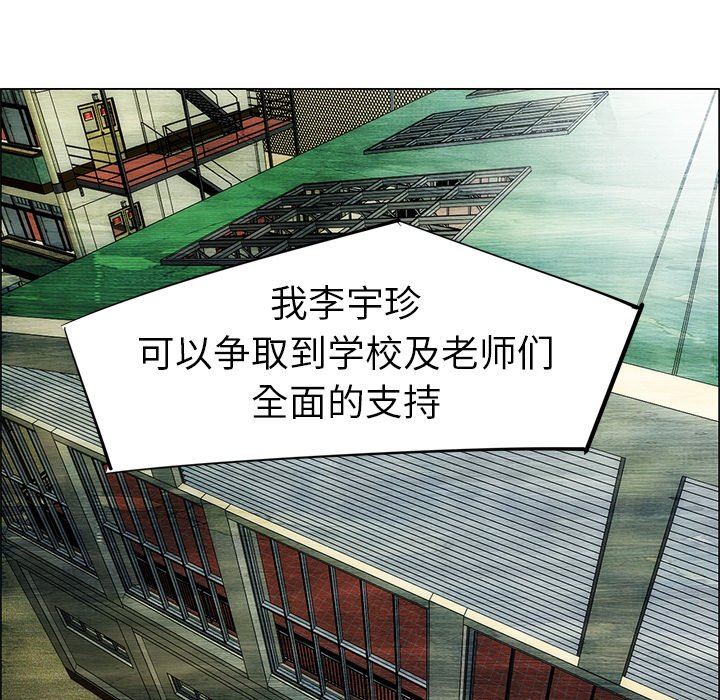 我李宇珍
可以争取到学校及老师们
全面的支持